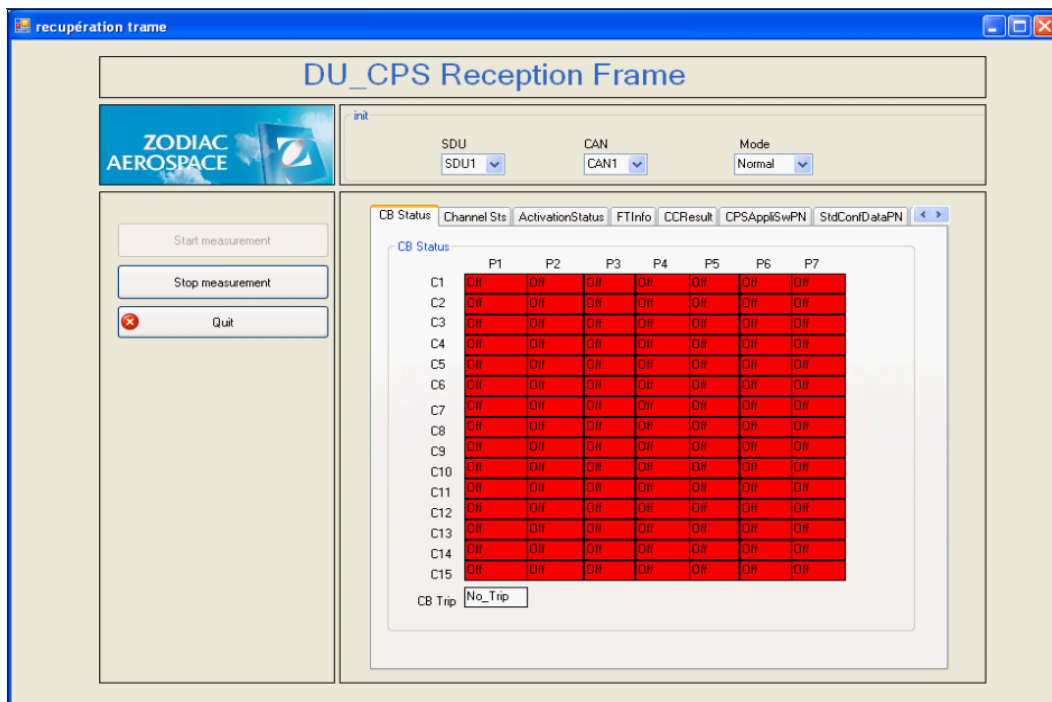 recupération trame
DU_CPS Reception Frame
ZODIAC
AEROSPACE
init
SDU CAN Mode
SDU1 CAN1 Normal
Start measurement
Stop measurement
Quit
CB Status Channel Sts ActivationStatus FTInfo CCResult CPSAppliSwPN StdConfDataPN
CB Status
P1 P2 P3 P4 P5 P6 P7
C1 Off Off Off Off Off Off Off
C2 Off Off Off Off Off Off Off
C3 Off Off Off Off Off Off Off
C4 Off Off Off Off Off Off Off
C5 Off Off Off Off Off Off Off
C6 Off Off Off Off Off Off Off
C7 Off Off Off Off Off Off Off
C8 Off Off Off Off Off Off Off
C9 Off Off Off Off Off Off Off
C10 Off Off Off Off Off Off Off
C11 Off Off Off Off Off Off Off
C12 Off Off Off Off Off Off Off
C13 Off Off Off Off Off Off Off
C14 Off Off Off Off Off Off Off
C15 Off Off Off Off Off Off Off
CB Trip No_Trip